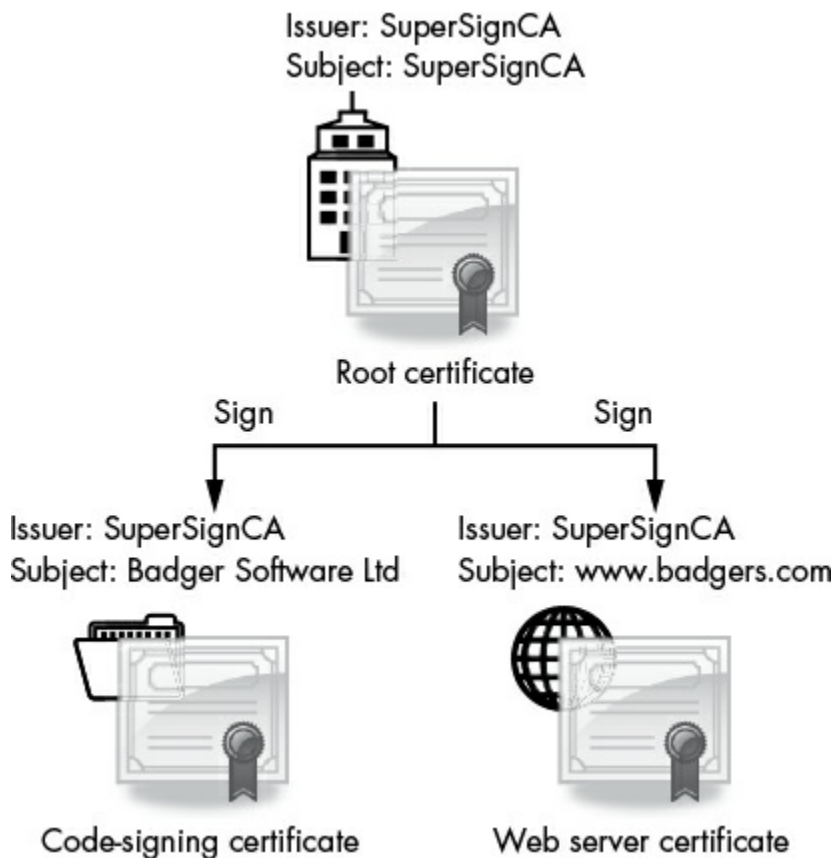 Issuer: SuperSignCA
Subject: SuperSignCA
Root certificate
Sign
Sign
Issuer: SuperSignCA
Subject: Badger Software Ltd
Issuer: SuperSignCA
Subject: www.badgers.com
Code-signing certificate
Web server certificate